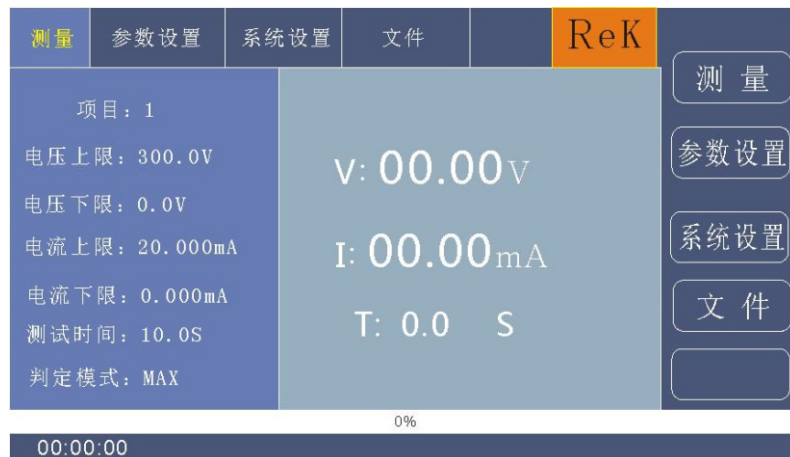 测量 参数设置 系统设置 文件 ReK
项目：1
电压上限：300.0V
电压下限：0.0V
电流上限：20.000mA
电流下限：0.000mA
测试时间：10.0S
判定模式：MAX
V: 00.00V
I: 00.00mA
T: 0.0 S
测 量
参数设置
系统设置
文 件
0%
00:00:00